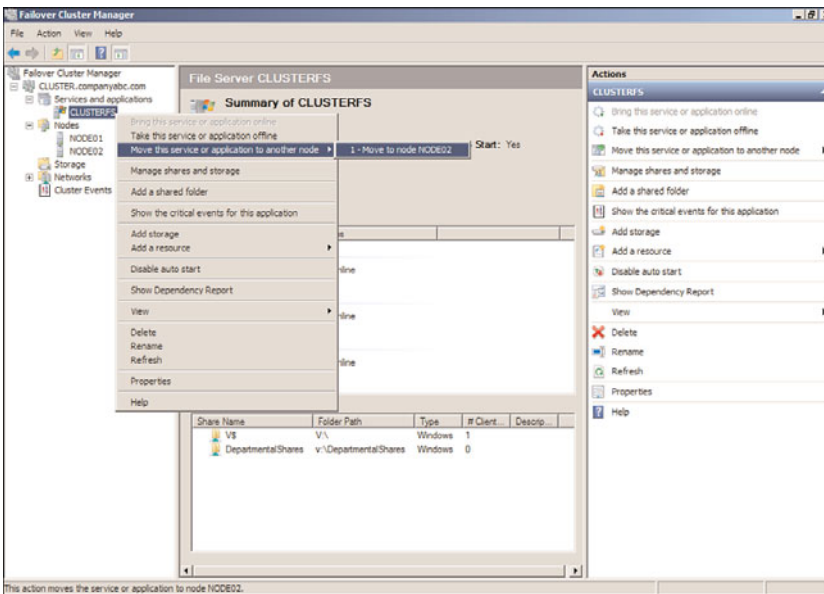 Failover Cluster Manager
File Action View Help
Failover Cluster Manager
CLUSTER.companyabc.com
Services and applications
CLUSTERFS
Nodes
NODE01
NODE02
Storage
Networks
Cluster Events
File Server CLUSTERFS
Summary of CLUSTERFS
Start: Yes
Bring this service or application online
Take this service or application offline
Move this service or application to another node
1 - Move to node NODE02
Manage shares and storage
Add a shared folder
Show the critical events for this application
Add storage
Add a resource
Disable auto start
Show Dependency Report
View
Delete
Rename
Refresh
Properties
Help
Share Name Folder Path Type # Client... Descrip...
V$ V:\ Windows 1
DepartmentalShares v:\DepartmentalShares Windows 0
Actions
CLUSTERFS
Bring this service or application online
Take this service or application offline
Move this service or application to another node
Manage shares and storage
Add a shared folder
Show the critical events for this application
Add storage
Add a resource
Disable auto start
Show Dependency Report
View
Delete
Rename
Refresh
Properties
Help
This action moves the service or application to node NODE02.